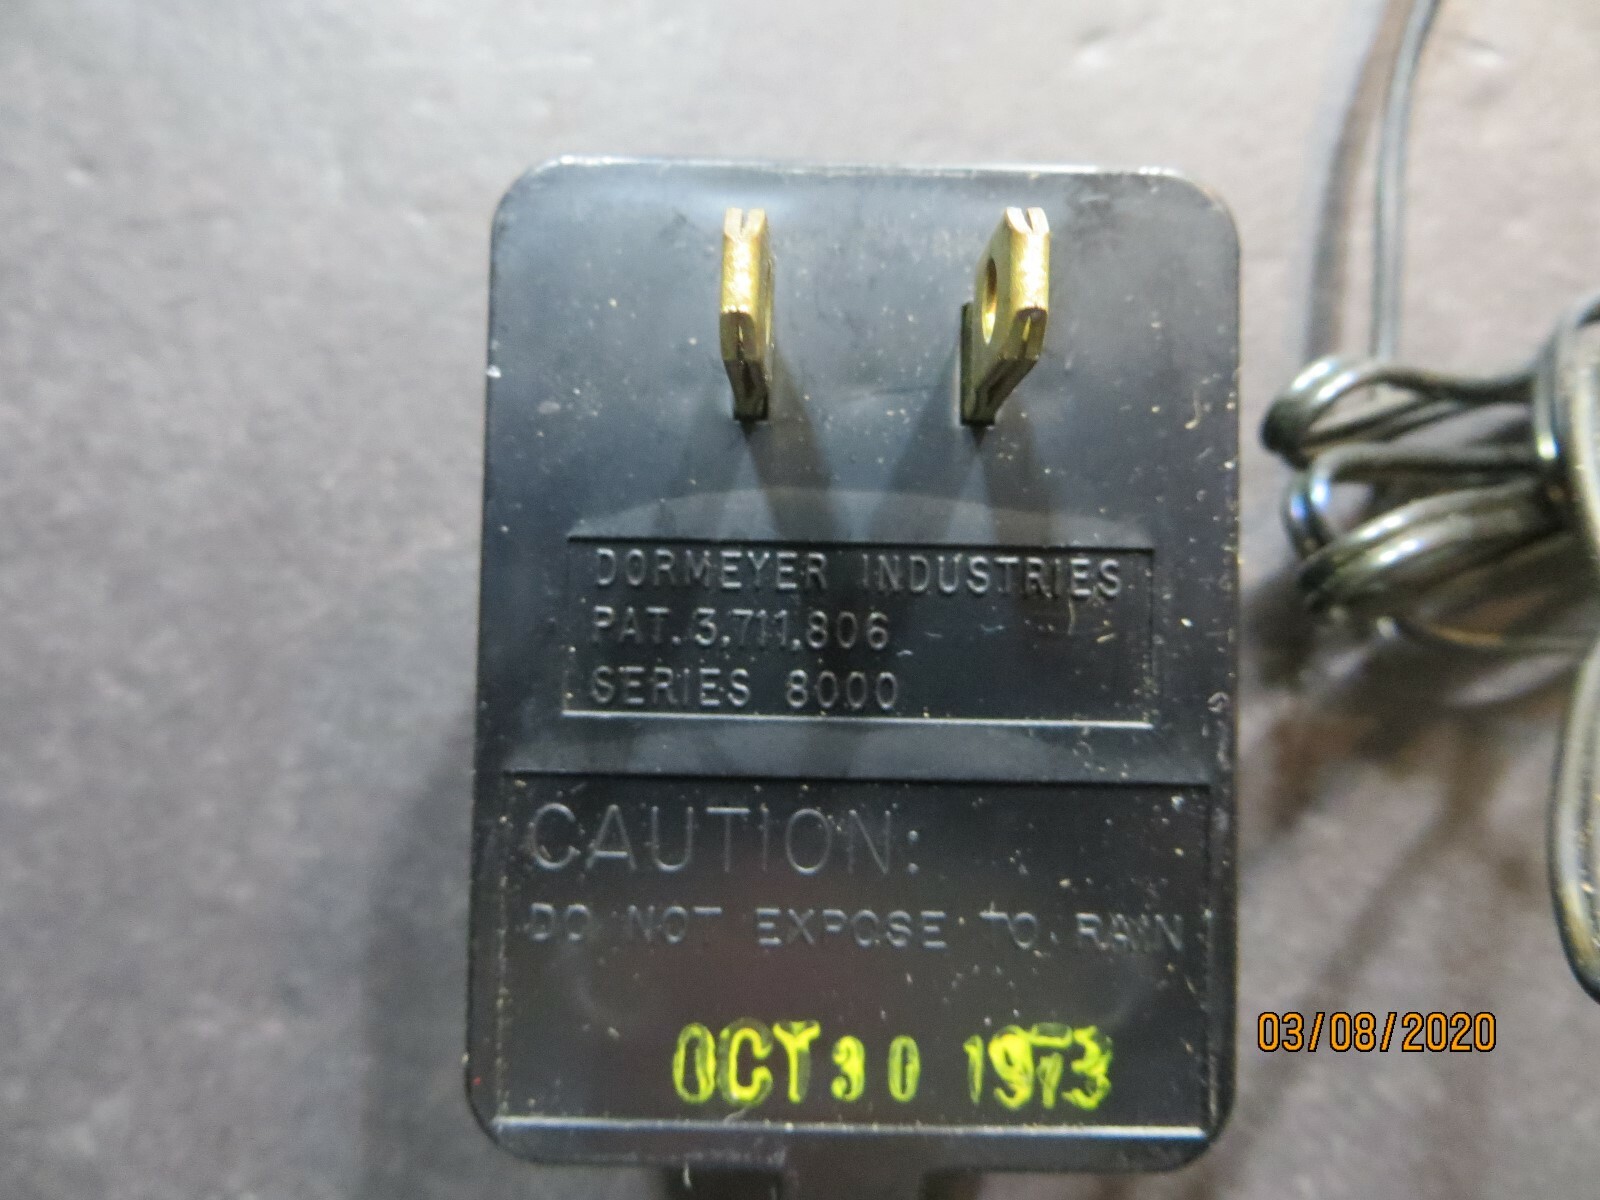 DORMEYER INDUSTRIES
PAT. 3,711,806
SERIES 8000
CAUTION:
DO NOT EXPOSE TO RAIN
OCT 30 1973
03/08/2020